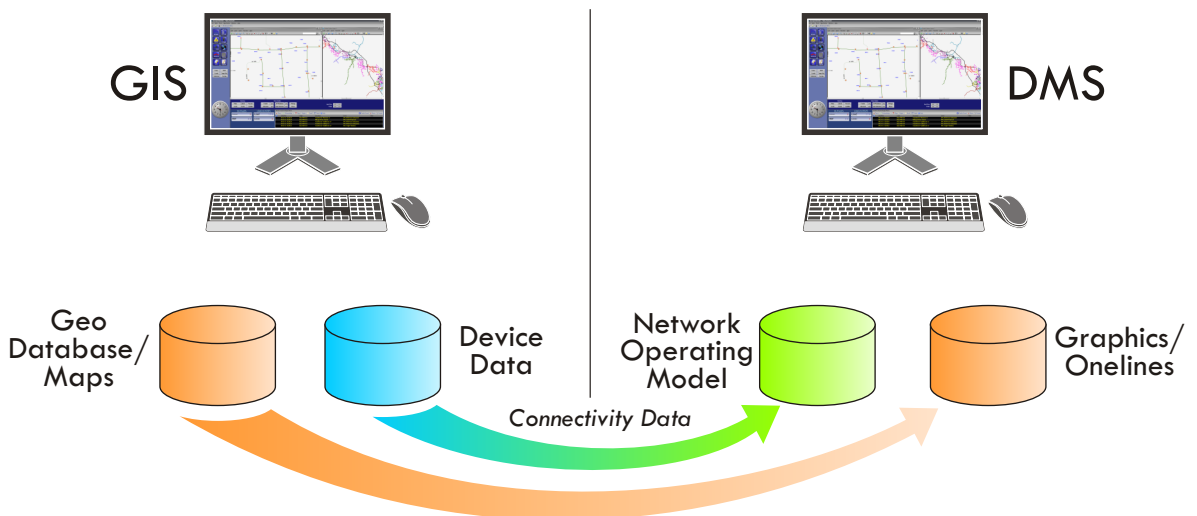 GIS
DMS
Geo
Database/
Maps
Device
Data
Network
Operating
Model
Graphics/
Onelines
Connectivity Data